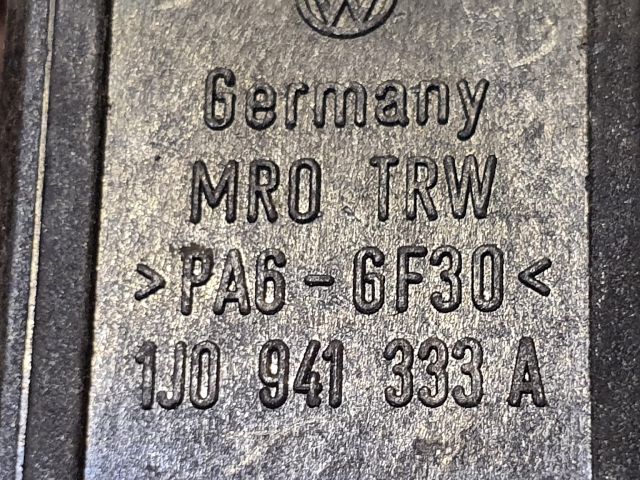 Germany
MRO TRW
>PA6-GF30<
1J0 941 333 A